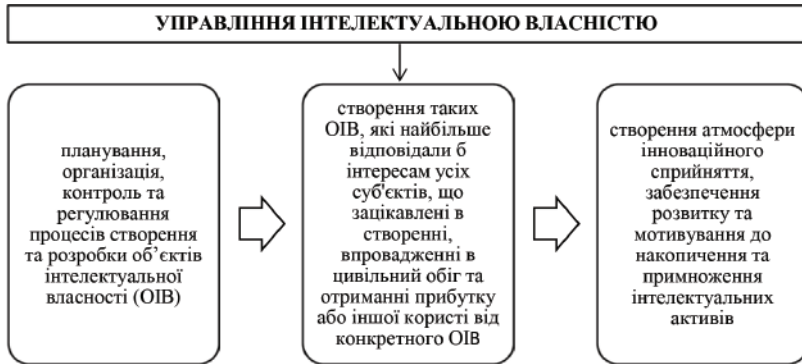 УПРАВЛІННЯ ІНТЕЛЕКТУАЛЬНОЮ ВЛАСНІСТЮ
планування,
організація,
контроль та
регулювання
процесів створення
та розробки об’єктів
інтелектуальної
власності (ОІВ)
створення таких
ОІВ, які найбільше
відповідали б
інтересам усіх
суб'єктів, що
зацікавлені в
створенні,
впровадженні в
цивільний обіг та
отриманні прибутку
або іншої користі від
конкретного ОІВ
створення атмосфери
інноваційного
сприйняття,
забезпечення
розвитку та
мотивування до
накопичення та
примноження
інтелектуальних
активів